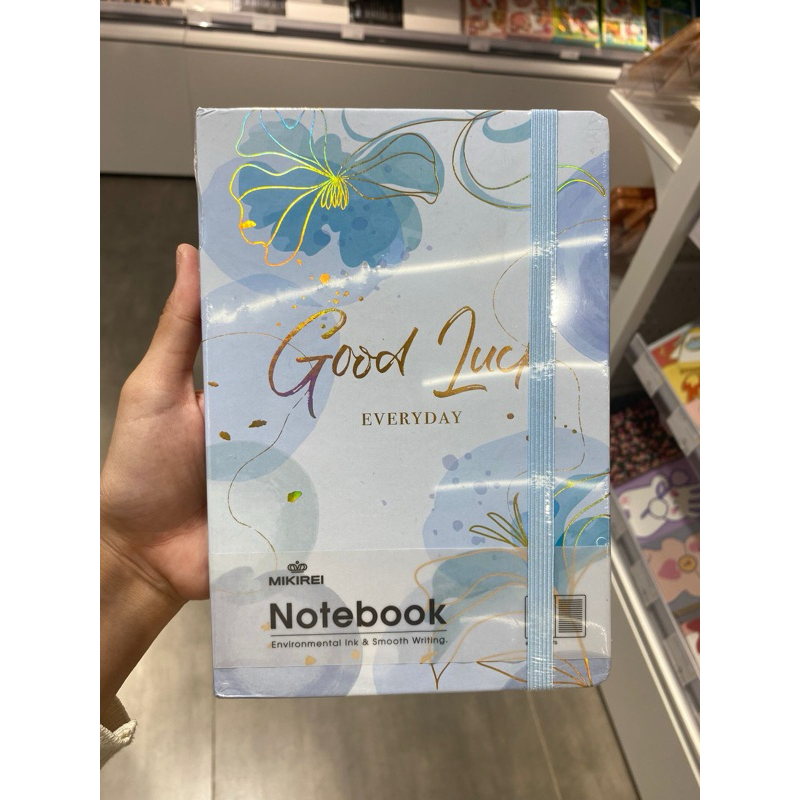 Good Luc
EVERYDAY
MIKIREI
Notebook
Environmental Ink & Smooth Writing.